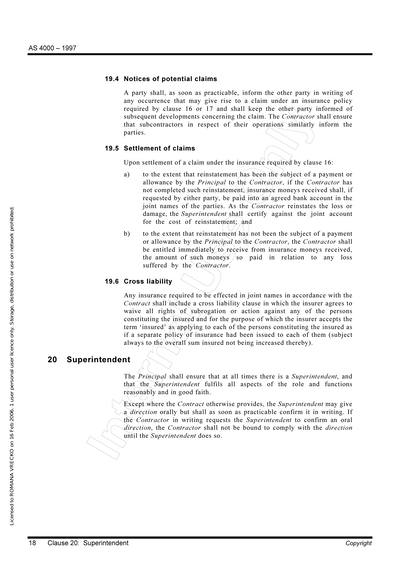 AS 4000 – 1997
19.4 Notices of potential claims
A party shall, as soon as practicable, inform the other party in writing of
any occurrence that may give rise to a claim under an insurance policy
required by clause 16 or 17 and shall keep the other party informed of
subsequent developments concerning the claim. The Contractor shall ensure
that subcontractors in respect of their operations similarly inform the
parties.
19.5 Settlement of claims
Upon settlement of a claim under the insurance required by clause 16:
a) to the extent that reinstatement has been the subject of a payment or
allowance by the Principal to the Contractor, if the Contractor has
not completed such reinstatement, insurance moneys received shall, if
requested by either party, be paid into an agreed bank account in the
joint names of the parties. As the Contractor reinstates the loss or
damage, the Superintendent shall certify against the joint account
for the cost of reinstatement; and
b) to the extent that reinstatement has not been the subject of a payment
or allowance by the Principal to the Contractor, the Contractor shall
be entitled immediately to receive from insurance moneys received,
the amount of such moneys so paid in relation to any loss
suffered by the Contractor.
19.6 Cross liability
Any insurance required to be effected in joint names in accordance with the
Contract shall include a cross liability clause in which the insurer agrees to
waive all rights of subrogation or action against any of the persons
constituting the insured and for the purpose of which the insurer accepts the
term ‘insured’ as applying to each of the persons constituting the insured as
if a separate policy of insurance had been issued to each of them (subject
always to the overall sum insured not being increased thereby).
20 Superintendent
The Principal shall ensure that at all times there is a Superintendent, and
that the Superintendent fulfils all aspects of the role and functions
reasonably and in good faith.
Except where the Contract otherwise provides, the Superintendent may give
a direction orally but shall as soon as practicable confirm it in writing. If
the Contractor in writing requests the Superintendent to confirm an oral
direction, the Contractor shall not be bound to comply with the direction
until the Superintendent does so.
Licensed to ROMANA VRECKO on 16 Feb 2006. 1 user personal user licence only. Storage, distribution or use on network prohibited.
18 Clause 20: Superintendent
Copyright